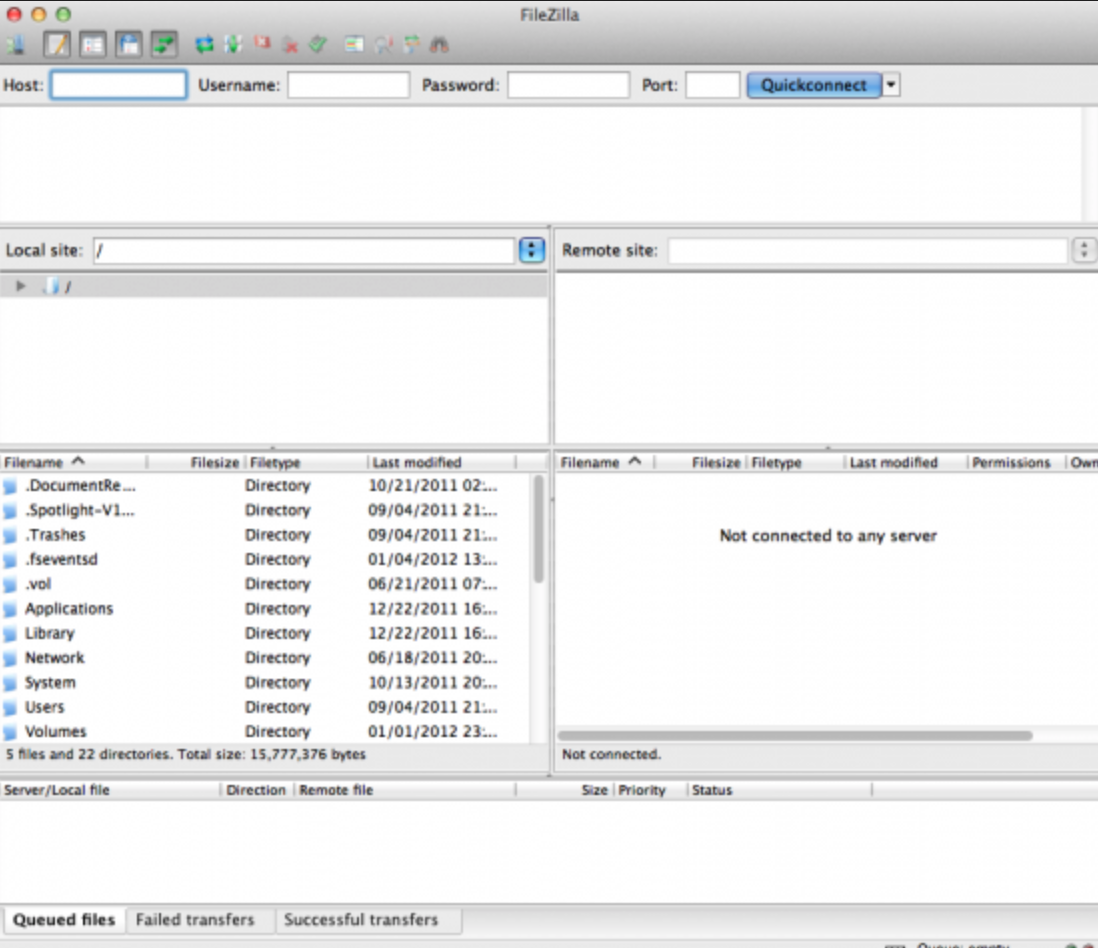 FileZilla
Host: Username: Password: Port: Quickconnect
Local site: /
Remote site:
/
Filename Filesize Filetype Last modified
.DocumentRe... Directory 10/21/2011 02:...
.Spotlight-V1... Directory 09/04/2011 21:...
.Trashes Directory 09/04/2011 21:...
.fseventsd Directory 01/04/2012 13:...
.vol Directory 06/21/2011 07:...
Applications Directory 12/22/2011 16:...
Library Directory 12/22/2011 16:...
Network Directory 06/18/2011 20:...
System Directory 10/13/2011 20:...
Users Directory 09/04/2011 21:...
Volumes Directory 01/01/2012 23:...
5 files and 22 directories. Total size: 15,777,376 bytes
Filename Filesize Filetype Last modified Permissions Own
Not connected to any server
Not connected.
Server/Local file Direction Remote file Size Priority Status
Queued files Failed transfers Successful transfers
Queue: empty